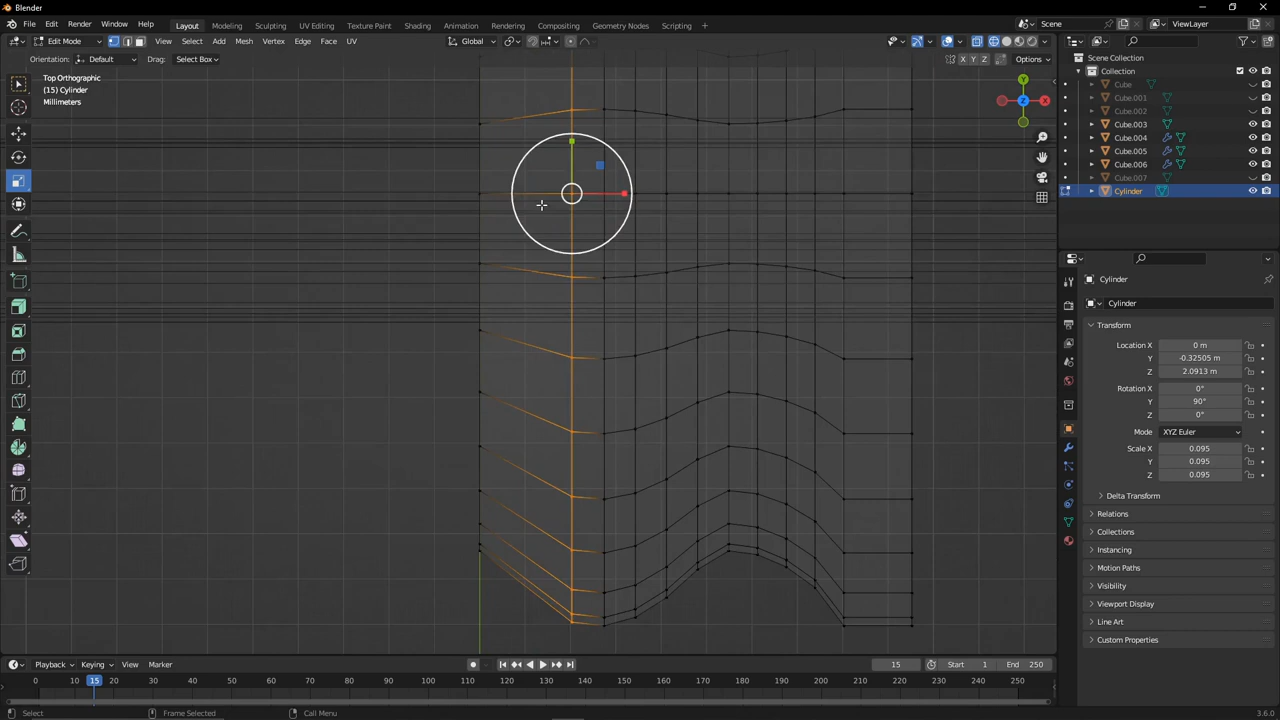 Blender
File Edit Render Window Help Layout Modeling Sculpting UV Editing Texture Paint Shading Animation Rendering Compositing Geometry Nodes Scripting + Scene ViewLayer
Edit Mode View Select Add Mesh Vertex Edge Face UV Global
Orientation: Default Drag: Select Box X Y Z Options
Top Orthographic
(15) Cylinder
Millimeters
Y
X
Z
Scene Collection
Collection
Cube
Cube.001
Cube.002
Cube.003
Cube.004
Cube.005
Cube.006
Cube.007
Cylinder
Cylinder
Cylinder
Transform
Location X 0 m
Y -0.32505 m
Z 2.0913 m
Rotation X 0°
Y 90°
Z 0°
Mode XYZ Euler
Scale X 0.095
Y 0.095
Z 0.095
Delta Transform
Relations
Collections
Instancing
Motion Paths
Visibility
Viewport Display
Line Art
Custom Properties
Playback Keying View Marker 15 Start 1 End 250
0 10 15 20 30 40 50 60 70 80 90 100 110 120 130 140 150 160 170 180 190 200 210 220 230 240 250
Select Frame Selected Call Menu 3.6.0